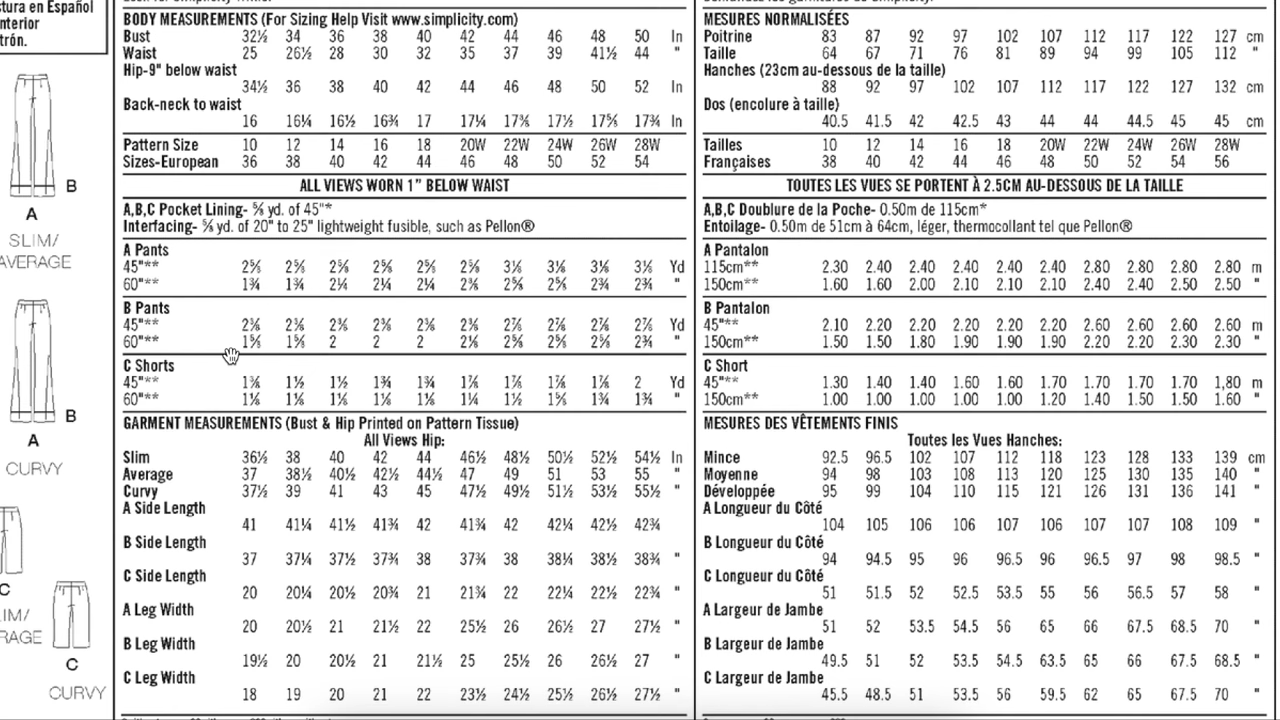 stura en Español
nterior
trón.
B
A
SLIM/
AVERAGE
B
A
CURVY
C
IM/
RAGE
C
CURVY
BODY MEASUREMENTS (For Sizing Help Visit www.simplicity.com)
Bust 32½ 34 36 38 40 42 44 46 48 50 In
Waist 25 26½ 28 30 32 35 37 39 41½ 44 "
Hip-9" below waist
34½ 36 38 40 42 44 46 48 50 52 In
Back-neck to waist
16 16¼ 16½ 16¾ 17 17¼ 17⅜ 17½ 17⅝ 17¾ In
Pattern Size 10 12 14 16 18 20W 22W 24W 26W 28W
Sizes-European 36 38 40 42 44 46 48 50 52 54
ALL VIEWS WORN 1" BELOW WAIST
A,B,C Pocket Lining- ⅝ yd. of 45"*
Interfacing- ⅝ yd. of 20" to 25" lightweight fusible, such as Pellon®
A Pants
45"** 2⅝ 2⅝ 2⅝ 2⅝ 2⅝ 2⅝ 3⅛ 3⅛ 3⅛ 3⅛ Yd
60"** 1¾ 1¾ 2¼ 2¼ 2¼ 2⅝ 2⅝ 2⅝ 2¾ 2¾ "
B Pants
45"** 2⅜ 2⅜ 2⅜ 2⅜ 2⅜ 2⅜ 2⅞ 2⅞ 2⅞ 2⅞ Yd
60"** 1⅝ 1⅝ 2 2 2 2⅜ 2⅜ 2⅜ 2⅜ 2¾ "
C Shorts
45"** 1⅜ 1½ 1½ 1¾ 1¾ 1⅞ 1⅞ 1⅞ 1⅞ 2 Yd
60"** 1⅛ 1⅛ 1⅛ 1⅛ 1⅛ 1¼ 1½ 1⅝ 1¾ 1¾ "
GARMENT MEASUREMENTS (Bust & Hip Printed on Pattern Tissue)
All Views Hip:
Slim 36½ 38 40 42 44 46½ 48½ 50½ 52½ 54½ In
Average 37 38½ 40½ 42½ 44½ 47 49 51 53 55 "
Curvy 37½ 39 41 43 45 47½ 49½ 51½ 53½ 55½ "
A Side Length
41 41¼ 41½ 41¾ 42 41¾ 42 42¼ 42½ 42¾ "
B Side Length
37 37¼ 37½ 37¾ 38 37¾ 38 38¼ 38½ 38¾ "
C Side Length
20 20¼ 20½ 20¾ 21 21¾ 22 22¼ 22½ 22¾ "
A Leg Width
20 20½ 21 21½ 22 25½ 26 26½ 27 27½ "
B Leg Width
19½ 20 20½ 21 21½ 25 25½ 26 26½ 27 "
C Leg Width
18 19 20 21 22 23½ 24½ 25½ 26½ 27½ "
MESURES NORMALISÉES
Poitrine 83 87 92 97 102 107 112 117 122 127 cm
Taille 64 67 71 76 81 89 94 99 105 112 "
Hanches (23cm au-dessous de la taille)
88 92 97 102 107 112 117 122 127 132 cm
Dos (encolure à taille)
40.5 41.5 42 42.5 43 44 44 44.5 45 45 cm
Tailles 10 12 14 16 18 20W 22W 24W 26W 28W
Françaises 38 40 42 44 46 48 50 52 54 56
TOUTES LES VUES SE PORTENT À 2.5CM AU-DESSOUS DE LA TAILLE
A,B,C Doublure de la Poche- 0.50m de 115cm*
Entoilage- 0.50m de 51cm à 64cm, léger, thermocollant tel que Pellon®
A Pantalon
115cm** 2.30 2.40 2.40 2.40 2.40 2.40 2.80 2.80 2.80 2.80 m
150cm** 1.60 1.60 2.00 2.10 2.10 2.10 2.40 2.40 2.50 2.50 "
B Pantalon
45"** 2.10 2.20 2.20 2.20 2.20 2.20 2.60 2.60 2.60 2.60 m
150cm** 1.50 1.50 1.80 1.90 1.90 1.90 2.20 2.20 2.30 2.30 "
C Short
45"** 1.30 1.40 1.40 1.60 1.60 1.70 1.70 1.70 1.70 1,80 m
150cm** 1.00 1.00 1.00 1.00 1.00 1.20 1.40 1.50 1.50 1.60 "
MESURES DES VÊTEMENTS FINIS
Toutes les Vues Hanches:
Mince 92.5 96.5 102 107 112 118 123 128 133 139 cm
Moyenne 94 98 103 108 113 120 125 130 135 140 "
Développée 95 99 104 110 115 121 126 131 136 141 "
A Longueur du Côté
104 105 106 106 107 106 107 107 108 109 "
B Longueur du Côté
94 94.5 95 96 96.5 96 96.5 97 98 98.5 "
C Longueur du Côté
51 51.5 52 52.5 53.5 55 56 56.5 57 58 "
A Largeur de Jambe
51 52 53.5 54.5 56 65 66 67.5 68.5 70 "
B Largeur de Jambe
49.5 51 52 53.5 54.5 63.5 65 66 67.5 68.5 "
C Largeur de Jambe
45.5 48.5 51 53.5 56 59.5 62 65 67.5 70 "